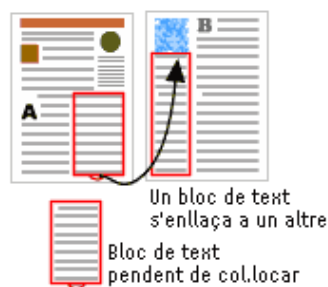 B
A
Un bloc de text
s'enllaça a un altre
Bloc de text
pendent de col.locar